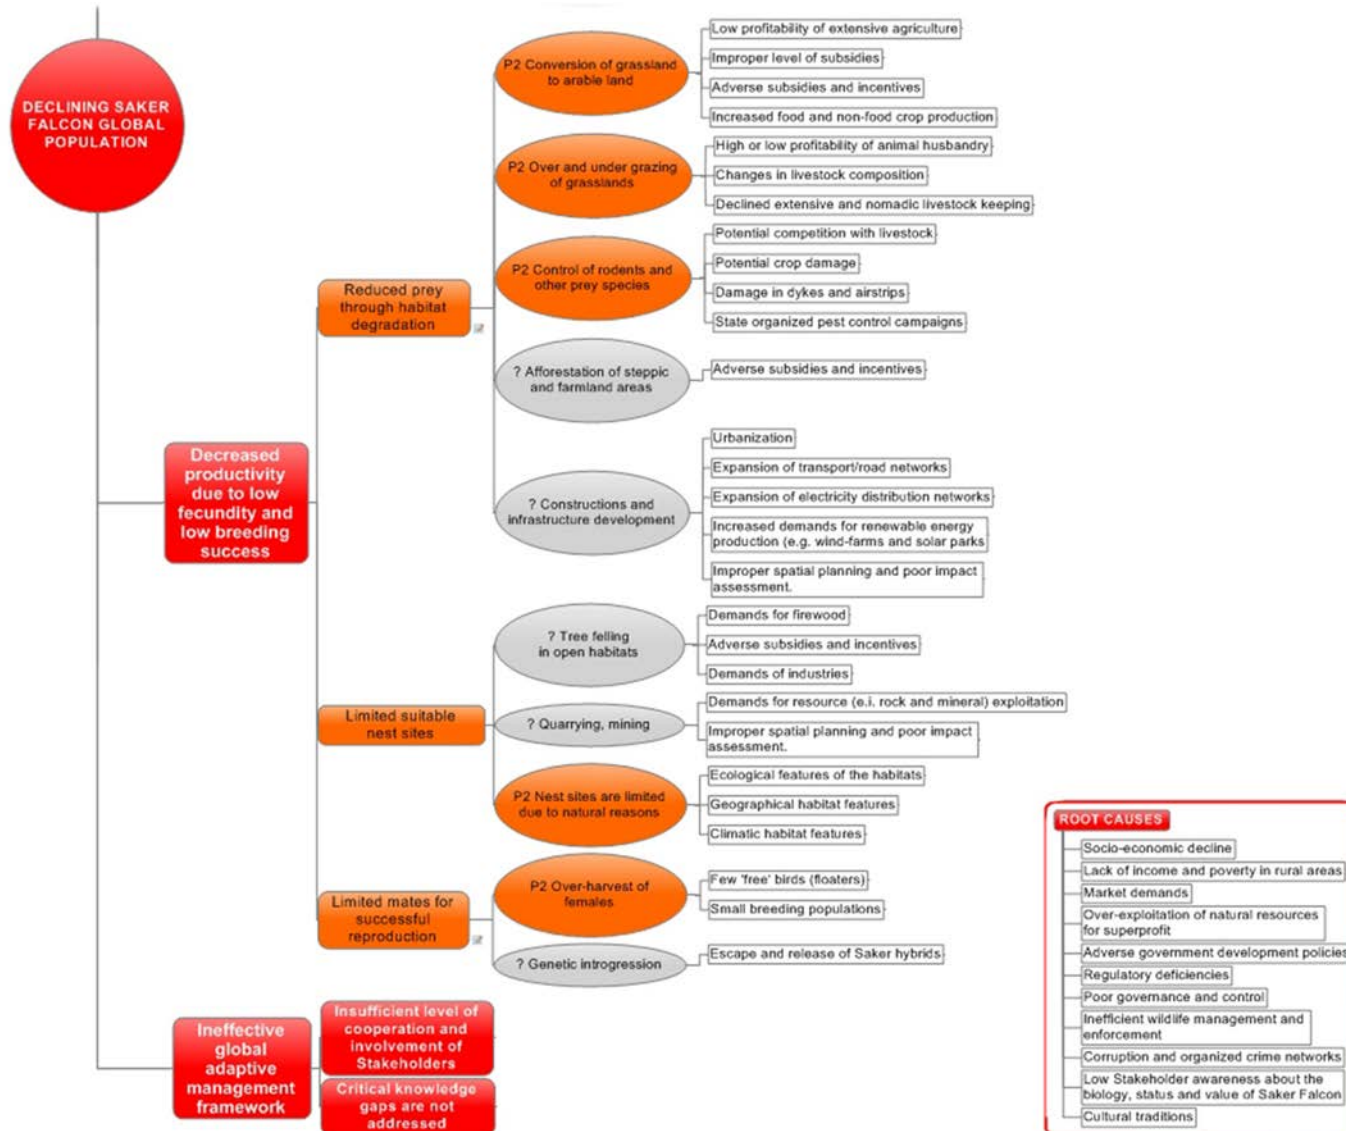 DECLINING SAKER
FALCON GLOBAL
POPULATION
Decreased
productivity
due to low
fecundity and
low breeding
success
Reduced prey
through habitat
degradation
P2 Conversion of grassland
to arable land
Low profitability of extensive agriculture
Improper level of subsidies
Adverse subsidies and incentives
Increased food and non-food crop production
P2 Over and under grazing
of grasslands
High or low profitability of animal husbandry
Changes in livestock composition
Declined extensive and nomadic livestock keeping
P2 Control of rodents and
other prey species
Potential competition with livestock
Potential crop damage
Damage in dykes and airstrips
State organized pest control campaigns
? Afforestation of steppic
and farmland areas
Adverse subsidies and incentives
? Constructions and
infrastructure development
Urbanization
Expansion of transport/road networks
Expansion of electricity distribution networks
Increased demands for renewable energy
production (e.g. wind-farms and solar parks
Improper spatial planning and poor impact
assessment.
Limited suitable
nest sites
? Tree felling
in open habitats
Demands for firewood
Adverse subsidies and incentives
Demands of industries
? Quarrying, mining
Demands for resource (e.i. rock and mineral) exploitation
Improper spatial planning and poor impact
assessment.
P2 Nest sites are limited
due to natural reasons
Ecological features of the habitats
Geographical habitat features
Climatic habitat features
Limited mates for
successful
reproduction
P2 Over-harvest of
females
Few 'free' birds (floaters)
Small breeding populations
? Genetic introgression
Escape and release of Saker hybrids
Ineffective
global
adaptive
management
framework
Insufficient level of
cooperation and
involvement of
Stakeholders
Critical knowledge
gaps are not
addressed
ROOT CAUSES
Socio-economic decline
Lack of income and poverty in rural areas
Market demands
Over-exploitation of natural resources
for superprofit
Adverse government development policies
Regulatory deficiencies
Poor governance and control
Inefficient wildlife management and
enforcement
Corruption and organized crime networks
Low Stakeholder awareness about the
biology, status and value of Saker Falcon
Cultural traditions